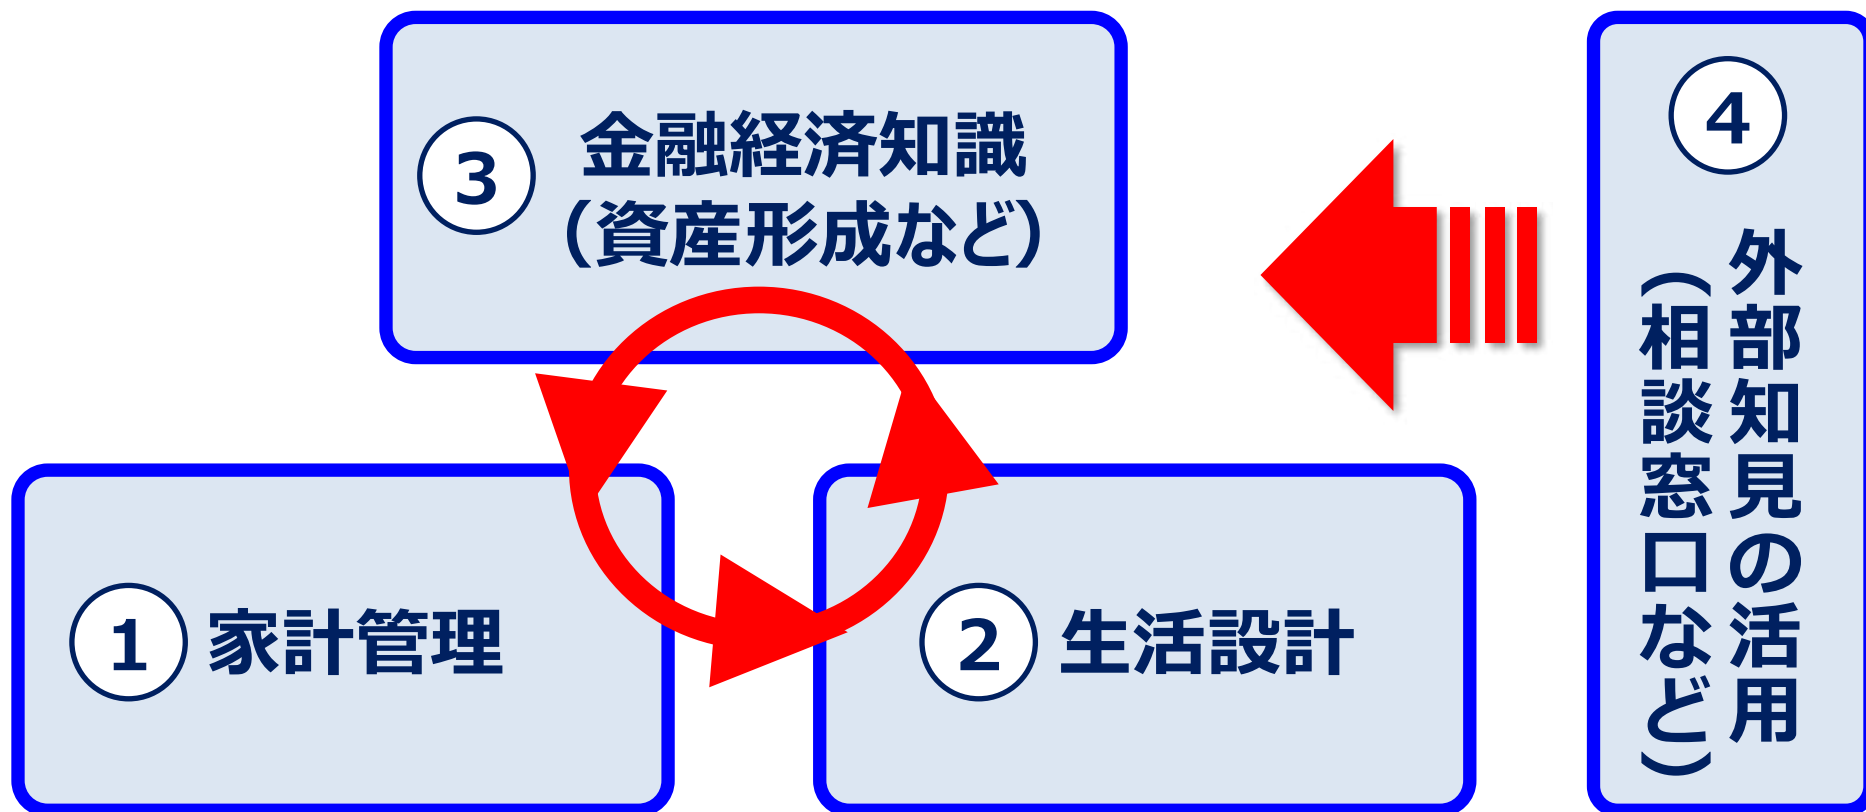 ③ 金融経済知識
（資産形成など）
① 家計管理
② 生活設計
④
外部知見の活用
（相談窓口など）